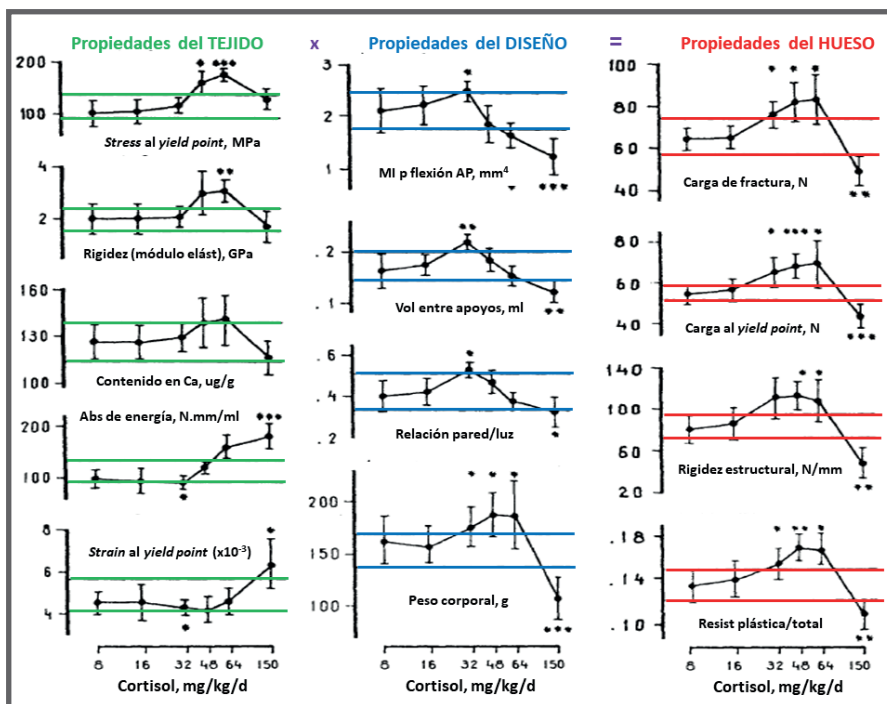 Propiedades del TEJIDO x Propiedades del DISEÑO = Propiedades del HUESO
200
100
Stress al yield point, MPa
4
2
Rigidez (módulo elást), GPa
160
130
100
Contenido en Ca, ug/g
Abs de energía, N.mm/ml
200
100
8
6
4
Strain al yield point (x10⁻³)
8 16 32 48 64 150
Cortisol, mg/kg/d
3
2
1
MI p flexión AP, mm⁴
.2
.1
Vol entre apoyos, ml
.6
.4
.2
Relación pared/luz
200
150
100
Peso corporal, g
8 16 32 48 64 150
Cortisol, mg/kg/d
100
80
60
40
Carga de fractura, N
80
60
40
Carga al yield point, N
140
100
60
20
Rigidez estructural, N/mm
.18
.14
.10
Resist plástica/total
8 16 32 48 64 150
Cortisol, mg/kg/d